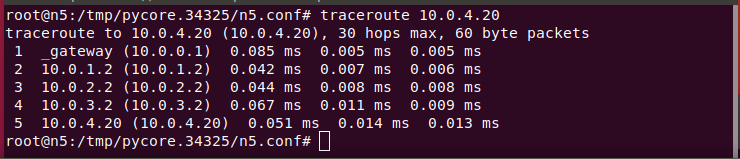 root@n5:/tmp/pycore.34325/n5.conf# traceroute 10.0.4.20
traceroute to 10.0.4.20 (10.0.4.20), 30 hops max, 60 byte packets
 1  _gateway (10.0.0.1)  0.085 ms  0.005 ms  0.005 ms
 2  10.0.1.2 (10.0.1.2)  0.042 ms  0.007 ms  0.006 ms
 3  10.0.2.2 (10.0.2.2)  0.044 ms  0.008 ms  0.008 ms
 4  10.0.3.2 (10.0.3.2)  0.067 ms  0.011 ms  0.009 ms
 5  10.0.4.20 (10.0.4.20)  0.051 ms  0.014 ms  0.013 ms
root@n5:/tmp/pycore.34325/n5.conf#